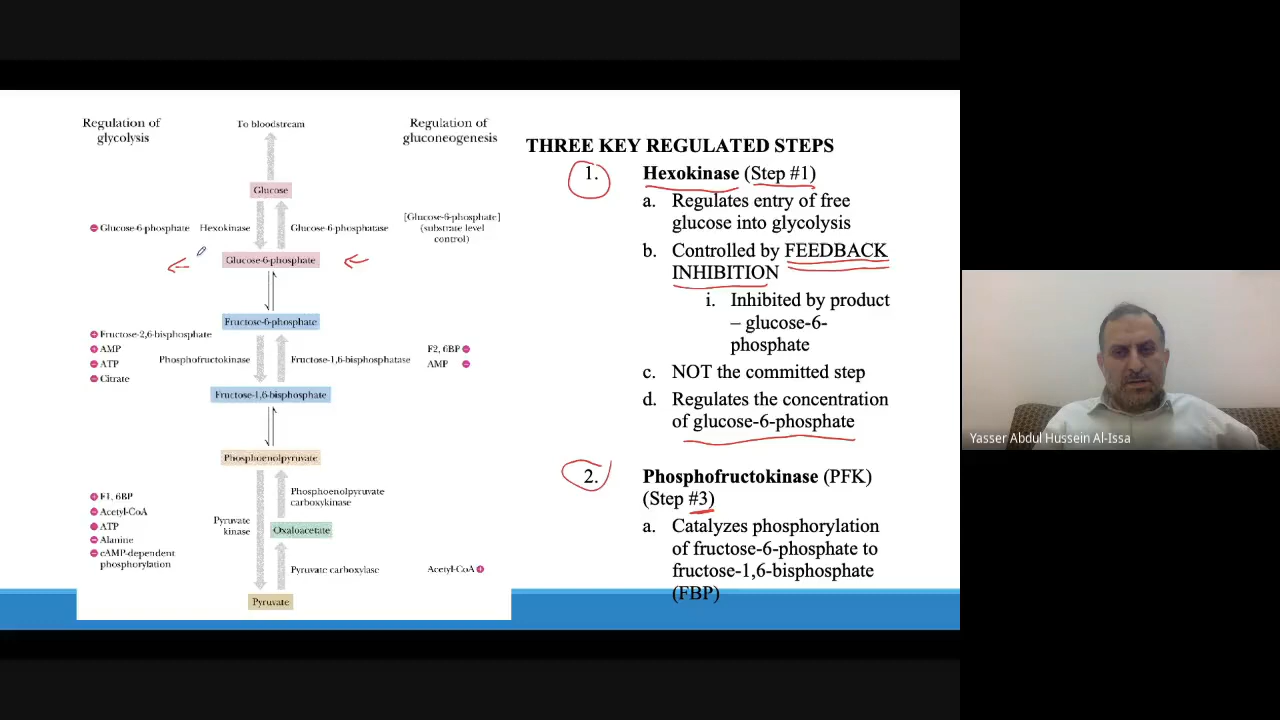 Regulation of
glycolysis
To bloodstream
Regulation of
gluconeogenesis
Glucose
Glucose-6-phosphate
Hexokinase
Glucose-6-phosphatase
[Glucose-6-phosphate]
(substrate level
control)
Glucose-6-phosphate
Fructose-6-phosphate
Fructose-2,6-bisphosphate
AMP
ATP
Citrate
Phosphofructokinase
Fructose-1,6-bisphosphatase
F2, 6BP
AMP
Fructose-1,6-bisphosphate
Phosphoenolpyruvate
F1, 6BP
Acetyl-CoA
ATP
Alanine
cAMP-dependent
phosphorylation
Pyruvate
kinase
Phosphoenolpyruvate
carboxykinase
Oxaloacetate
Pyruvate carboxylase
Acetyl-CoA
Pyruvate
THREE KEY REGULATED STEPS
1. Hexokinase (Step #1)
a. Regulates entry of free
glucose into glycolysis
b. Controlled by FEEDBACK
INHIBITION
i. Inhibited by product
– glucose-6-
phosphate
c. NOT the committed step
d. Regulates the concentration
of glucose-6-phosphate
2. Phosphofructokinase (PFK)
(Step #3)
a. Catalyzes phosphorylation
of fructose-6-phosphate to
fructose-1,6-bisphosphate
(FBP)
Yasser Abdul Hussein Al-Issa